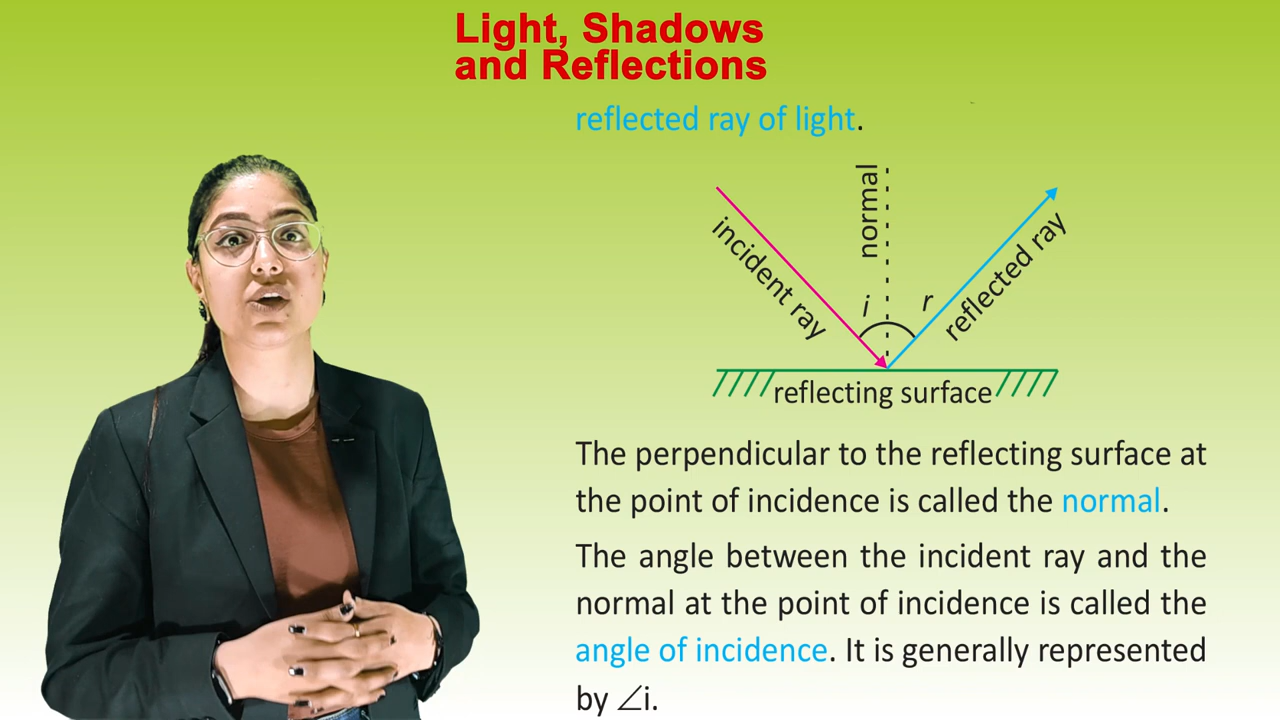 Light, Shadows
and Reflections
reflected ray of light.
normal
incident ray
i
r
reflected ray
reflecting surface
The perpendicular to the reflecting surface at
the point of incidence is called the normal.
The angle between the incident ray and the
normal at the point of incidence is called the
angle of incidence. It is generally represented
by ∠i.